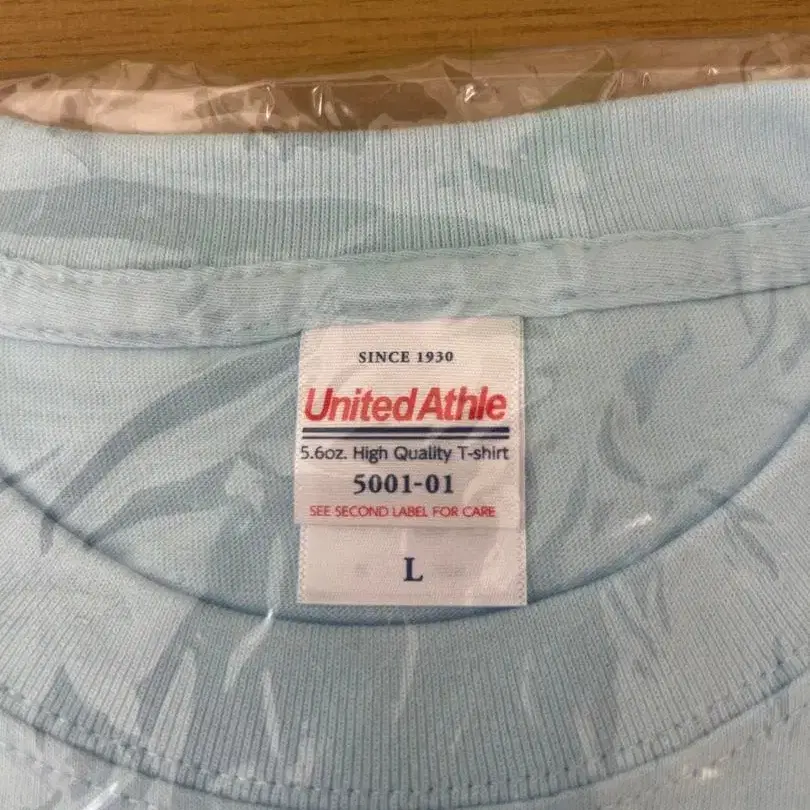 SINCE 1930
United Athle
5.6oz. High Quality T-shirt
5001-01
SEE SECOND LABEL FOR CARE
L